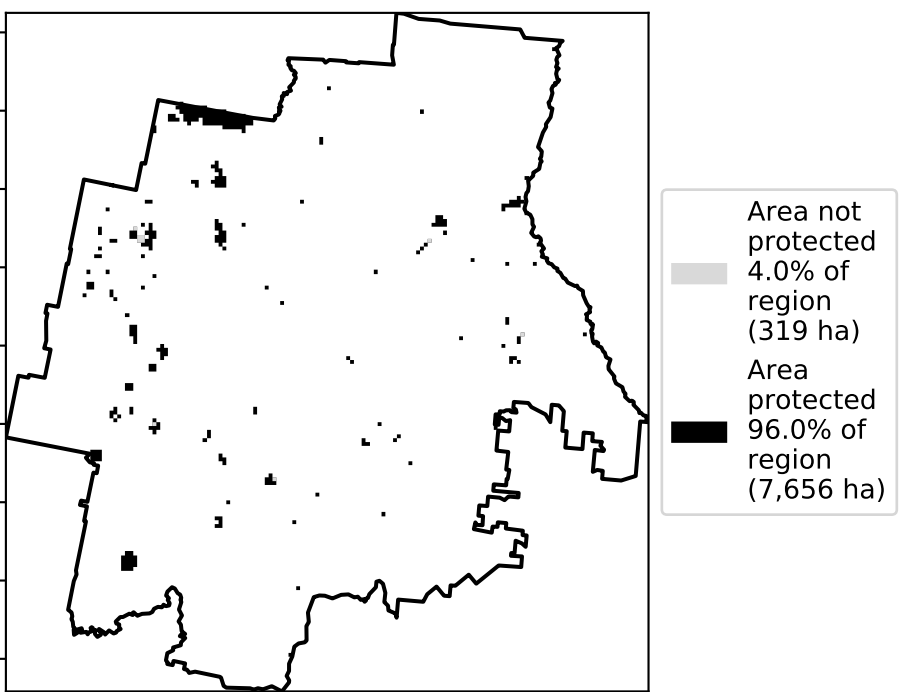 Area not
protected
4.0% of
region
(319 ha)
Area
protected
96.0% of
region
(7,656 ha)